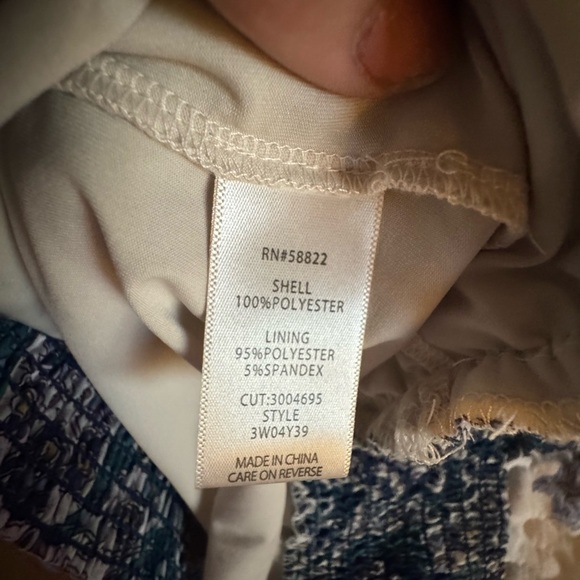 RN#58822
SHELL
100%POLYESTER
LINING
95%POLYESTER
5%SPANDEX
CUT:3004695
STYLE
3W04Y39
MADE IN CHINA
CARE ON REVERSE